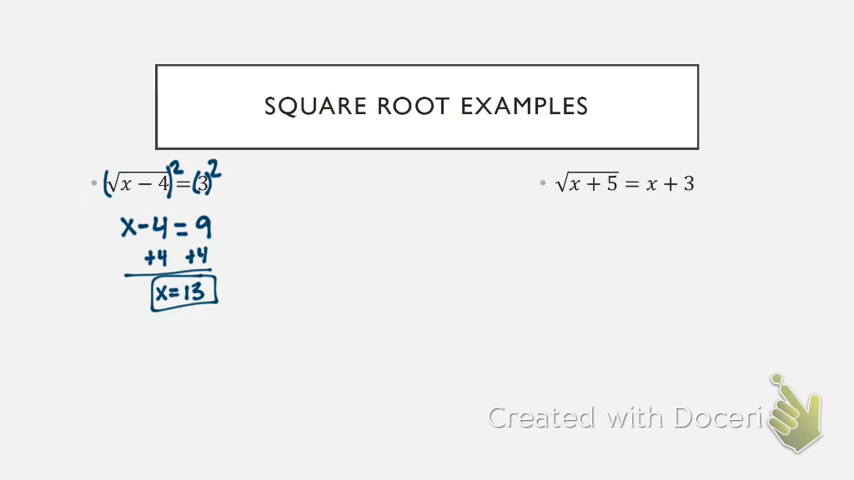 SQUARE ROOT EXAMPLES
• (√x − 4)² = (3)²
x-4=9
+4 +4
x=13
• √x + 5 = x + 3
Created with Doceri